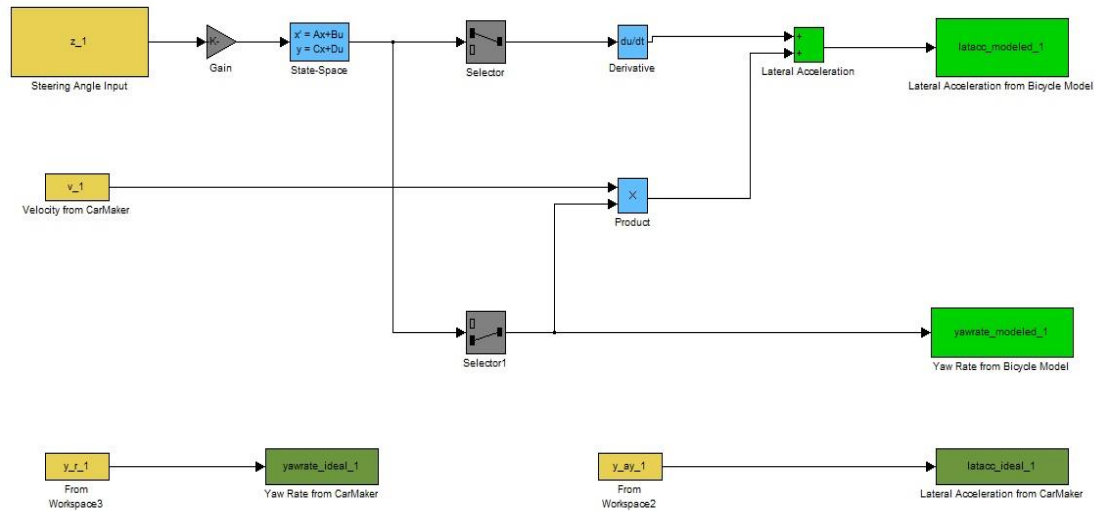 z_1
Steering Angle Input
K-
Gain
x' = Ax+Bu
y = Cx+Du
State-Space
Selector
du/dt
Derivative
+
+
Lateral Acceleration
latacc_modeled_1
Lateral Acceleration from Bicycle Model
v_1
Velocity from CarMaker
X
Product
Selector1
yawrate_modeled_1
Yaw Rate from Bicycle Model
y_r_1
From
Workspace3
yawrate_ideal_1
Yaw Rate from CarMaker
y_ay_1
From
Workspace2
latacc_ideal_1
Lateral Acceleration from CarMaker